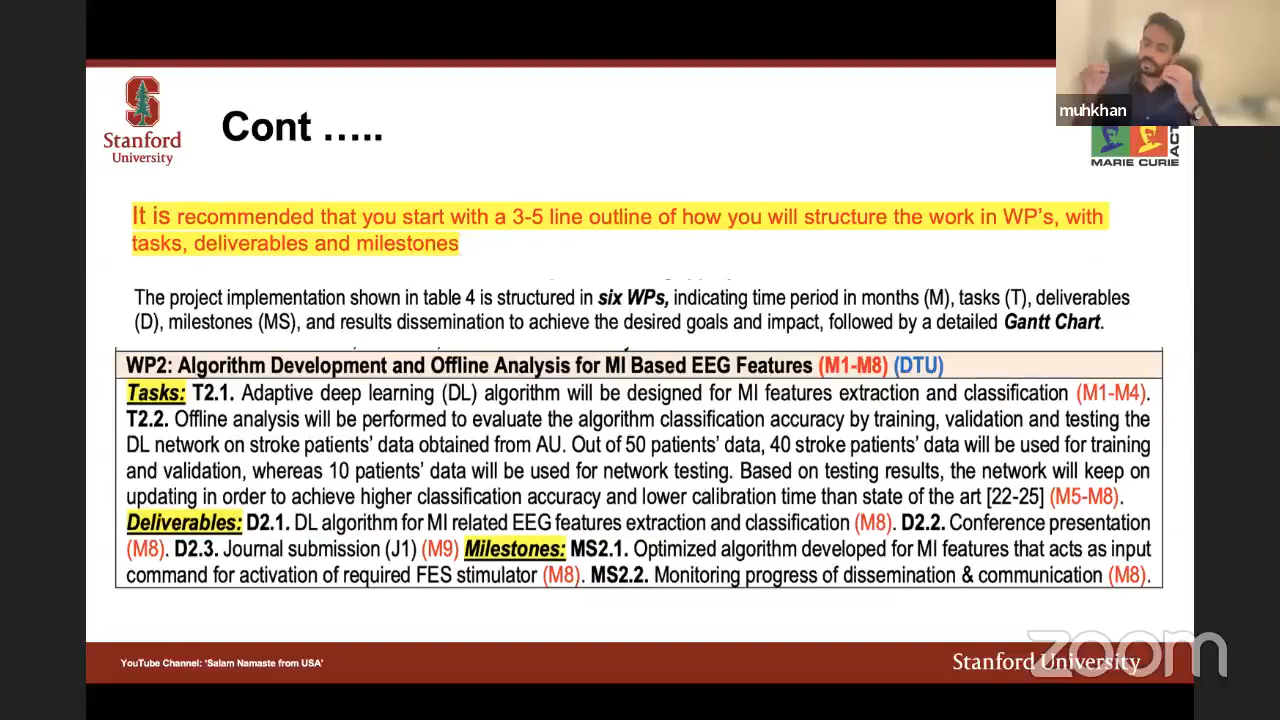 muhkhan
Stanford
University
Cont .....
MARIE CURIE
ACT
It is recommended that you start with a 3-5 line outline of how you will structure the work in WP's, with
tasks, deliverables and milestones
The project implementation shown in table 4 is structured in six WPs, indicating time period in months (M), tasks (T), deliverables
(D), milestones (MS), and results dissemination to achieve the desired goals and impact, followed by a detailed Gantt Chart.
WP2: Algorithm Development and Offline Analysis for MI Based EEG Features (M1-M8) (DTU)
Tasks: T2.1. Adaptive deep learning (DL) algorithm will be designed for MI features extraction and classification (M1-M4).
T2.2. Offline analysis will be performed to evaluate the algorithm classification accuracy by training, validation and testing the
DL network on stroke patients' data obtained from AU. Out of 50 patients' data, 40 stroke patients' data will be used for training
and validation, whereas 10 patients' data will be used for network testing. Based on testing results, the network will keep on
updating in order to achieve higher classification accuracy and lower calibration time than state of the art [22-25] (M5-M8).
Deliverables: D2.1. DL algorithm for MI related EEG features extraction and classification (M8). D2.2. Conference presentation
(M8). D2.3. Journal submission (J1) (M9) Milestones: MS2.1. Optimized algorithm developed for MI features that acts as input
command for activation of required FES stimulator (M8). MS2.2. Monitoring progress of dissemination & communication (M8).
YouTube Channel: 'Salam Namaste from USA'
Stanford University
zoom